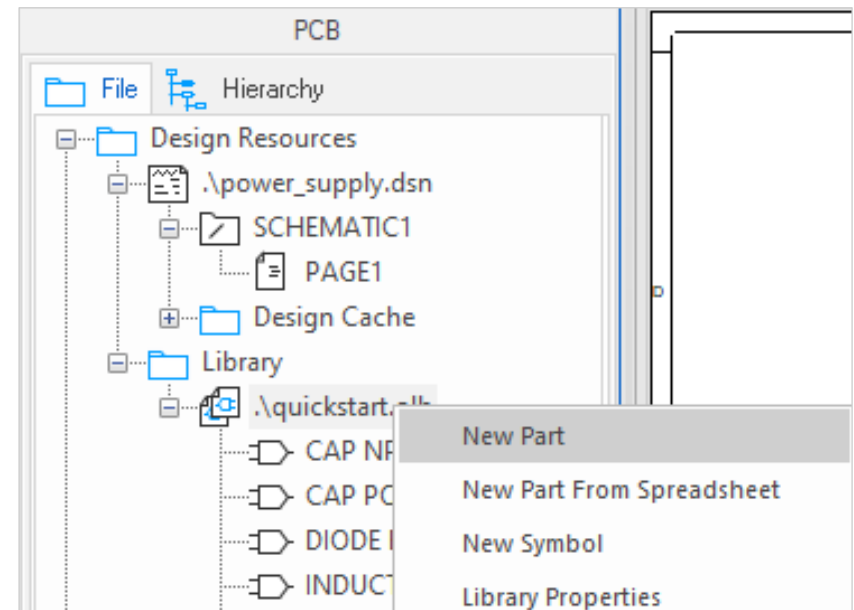 PCB
File Hierarchy
Design Resources
.\power_supply.dsn
SCHEMATIC1
PAGE1
Design Cache
D
Library
.\quickstart.olb
New Part
CAP
New Part From Spreadsheet
CAP
DIODE
New Symbol
Library Properties